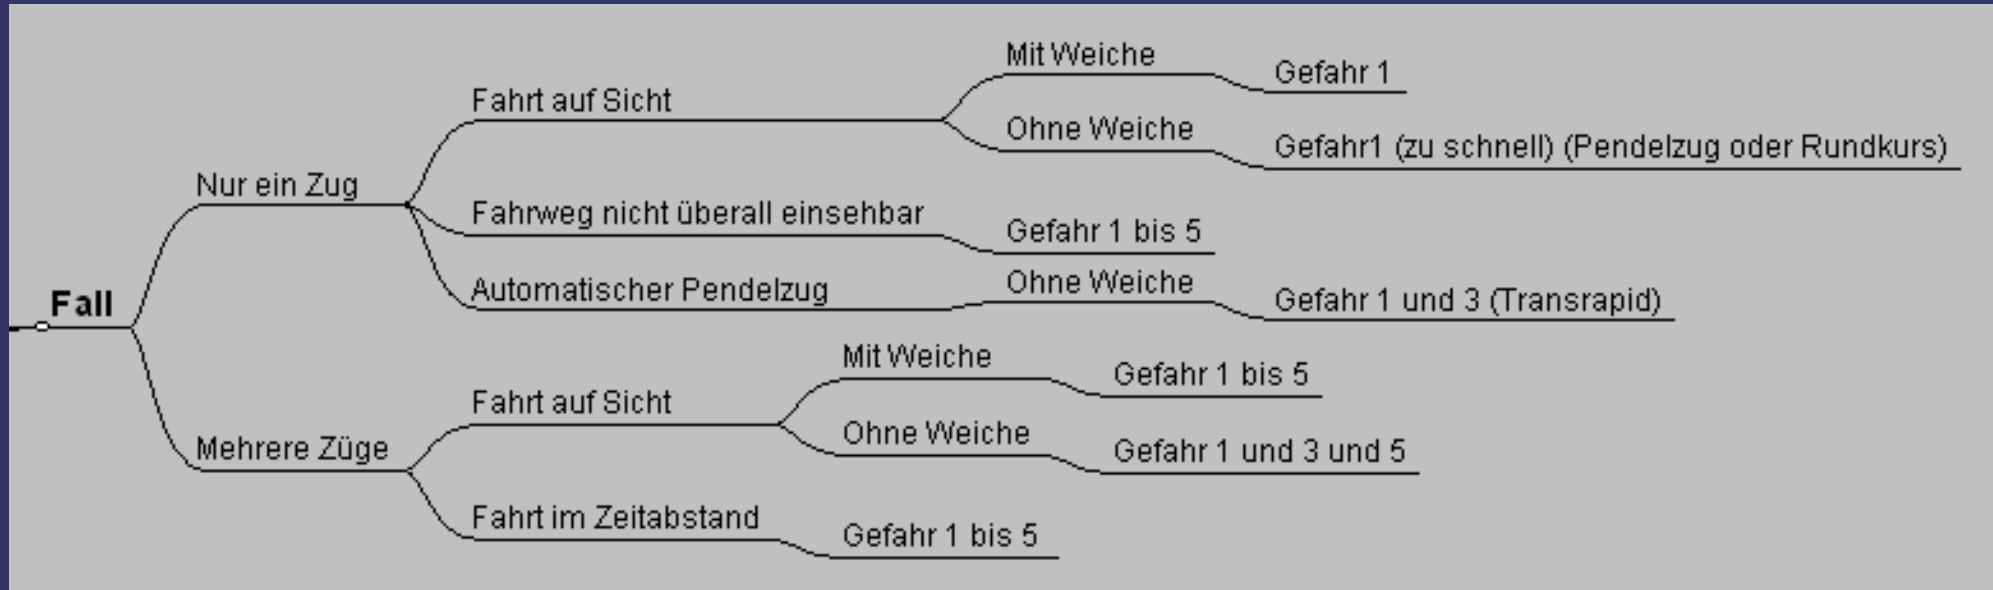 Fall
Nur ein Zug
Fahrt auf Sicht
Mit Weiche
Gefahr 1
Ohne Weiche
Gefahr1 (zu schnell) (Pendelzug oder Rundkurs)
Fahrweg nicht überall einsehbar
Gefahr 1 bis 5
Automatischer Pendelzug
Ohne Weiche
Gefahr 1 und 3 (Transrapid)
Mehrere Züge
Fahrt auf Sicht
Mit Weiche
Gefahr 1 bis 5
Ohne Weiche
Gefahr 1 und 3 und 5
Fahrt im Zeitabstand
Gefahr 1 bis 5